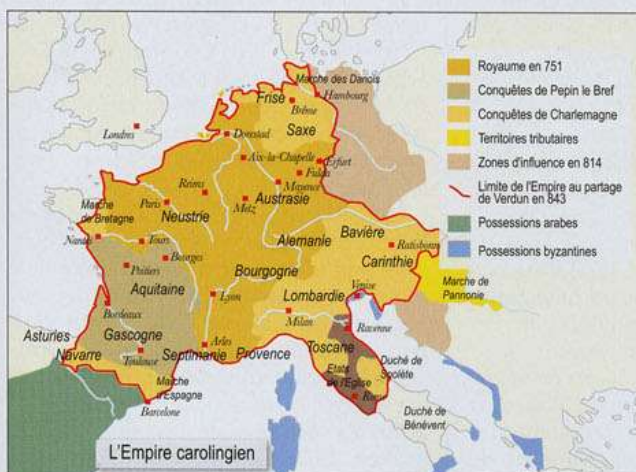 Royaume en 751
Conquêtes de Pepin le Bref
Conquêtes de Charlemagne
Territoires tributaires
Zones d'influence en 814
Limite de l'Empire au partage
de Verdun en 843
Possessions arabes
Possessions byzantines
Marche des Danois
Hambourg
Frise
Brême
Saxe
Londres
Dorestad
Aix-la-Chapelle
Erfurt
Fulda
Reims
Mayence
Austrasie
Paris
Metz
Neustrie
Marche
de Bretagne
Nantes
Tours
Alemanie
Bavière
Ratisbonne
Bourges
Poitiers
Bourgogne
Carinthie
Aquitaine
Lyon
Lombardie
Venise
Marche de
Pannonie
Bordeaux
Milan
Ravenne
Asturies
Gascogne
Arles
Toscane
Navarre
Toulouse
Septimanie
Provence
Duché de
Spolète
Etats
de l'Eglise
Marche
d'Espagne
Rome
Barcelone
Duché de
Bénévent
L'Empire carolingien